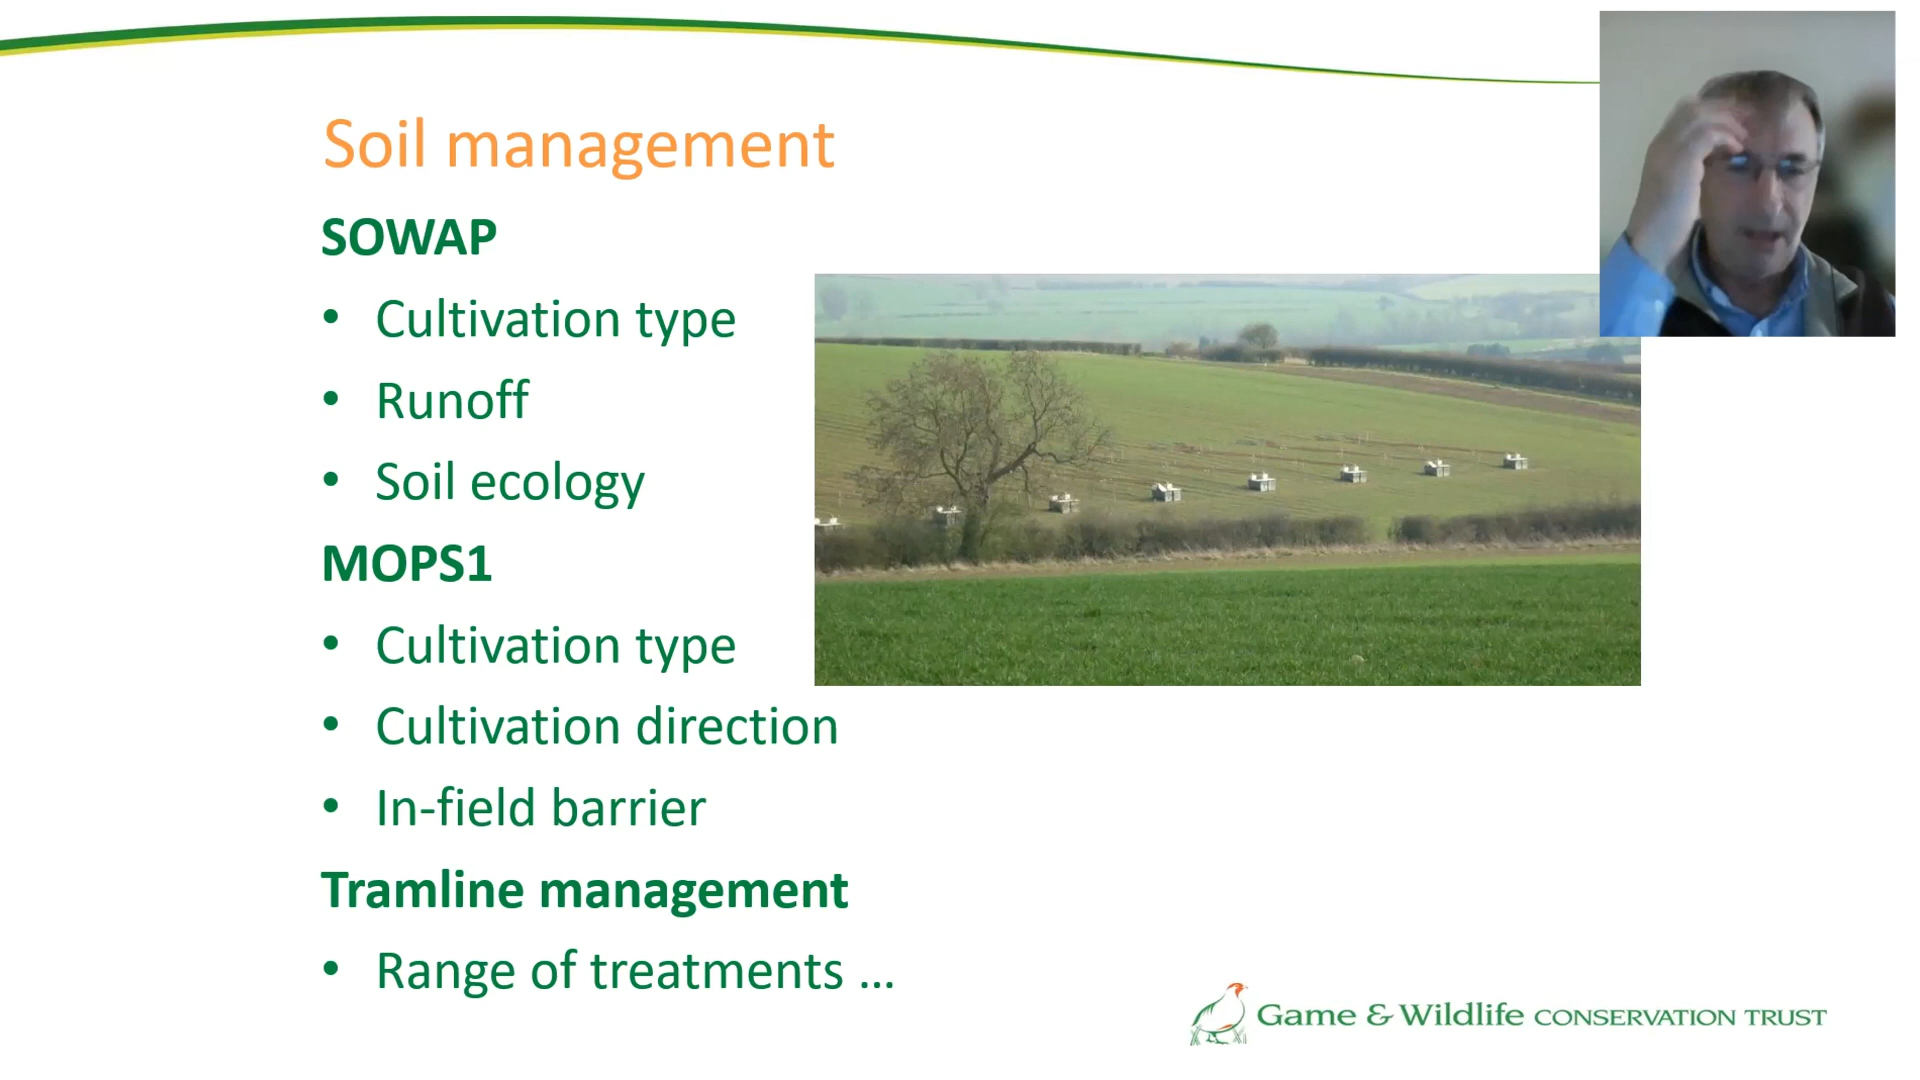 Soil management
SOWAP
• Cultivation type
• Runoff
• Soil ecology
MOPS1
• Cultivation type
• Cultivation direction
• In-field barrier
Tramline management
• Range of treatments ...
Game & Wildlife CONSERVATION TRUST